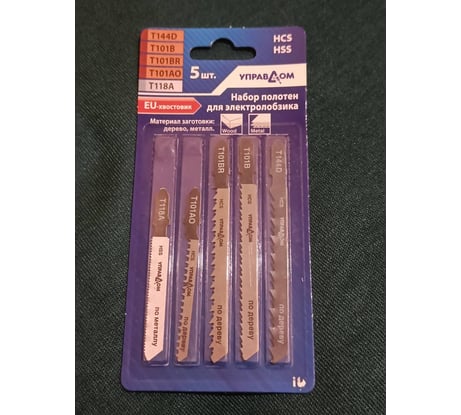 T144D
T101B
T101BR
T101AO
T118A
5 шт.
HCS
HSS
УПРАВДОМ
EU-хвостовик
Набор полотен
для электролобзика
Материал заготовки:
дерево, металл.
Wood
Metal
T118A
HSS
УПРАВДОМ
по металлу
T101AO
HCS
УПРАВДОМ
по дереву
T101BR
HCS
УПРАВДОМ
по дереву
T101B
HCS
УПРАВДОМ
по дереву
T144D
HCS
УПРАВДОМ
по дереву